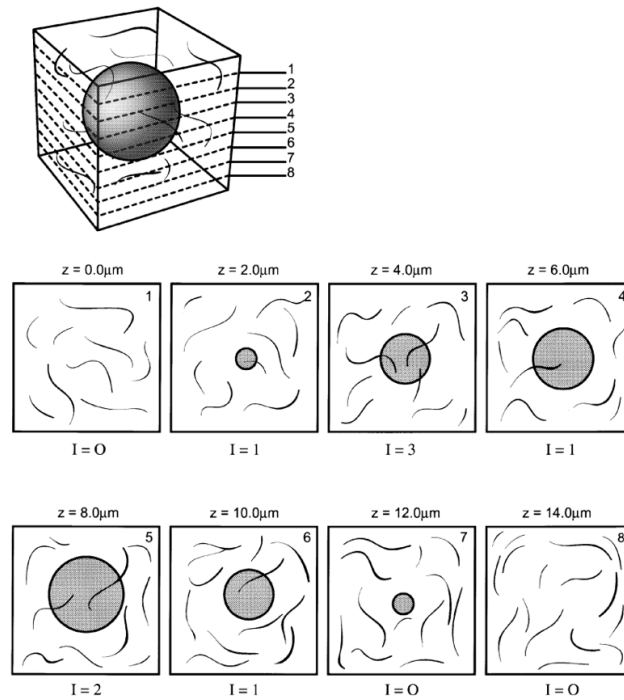 1
2
3
4
5
6
7
8
z = 0.0μm
z = 2.0μm
z = 4.0μm
z = 6.0μm
1
2
3
4
I = O
I = 1
I = 3
I = 1
z = 8.0μm
z = 10.0μm
z = 12.0μm
z = 14.0μm
5
6
7
8
I = 2
I = 1
I = O
I = O